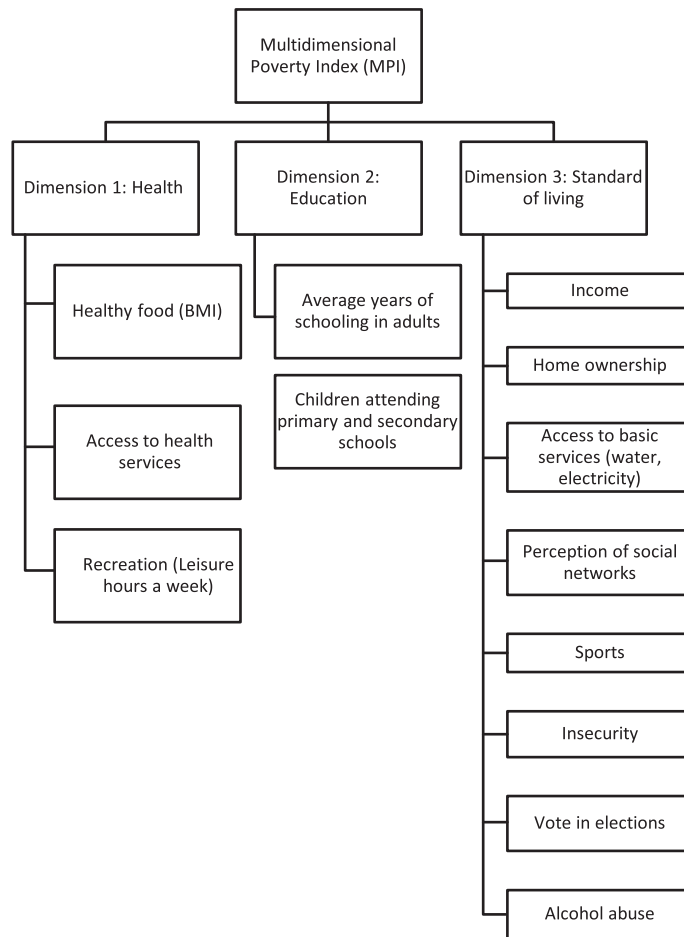 Multidimensional
Poverty Index (MPI)
Dimension 1: Health
Dimension 2:
Education
Dimension 3: Standard
of living
Healthy food (BMI)
Access to health
services
Recreation (Leisure
hours a week)
Average years of
schooling in adults
Children attending
primary and secondary
schools
Income
Home ownership
Access to basic
services (water,
electricity)
Perception of social
networks
Sports
Insecurity
Vote in elections
Alcohol abuse